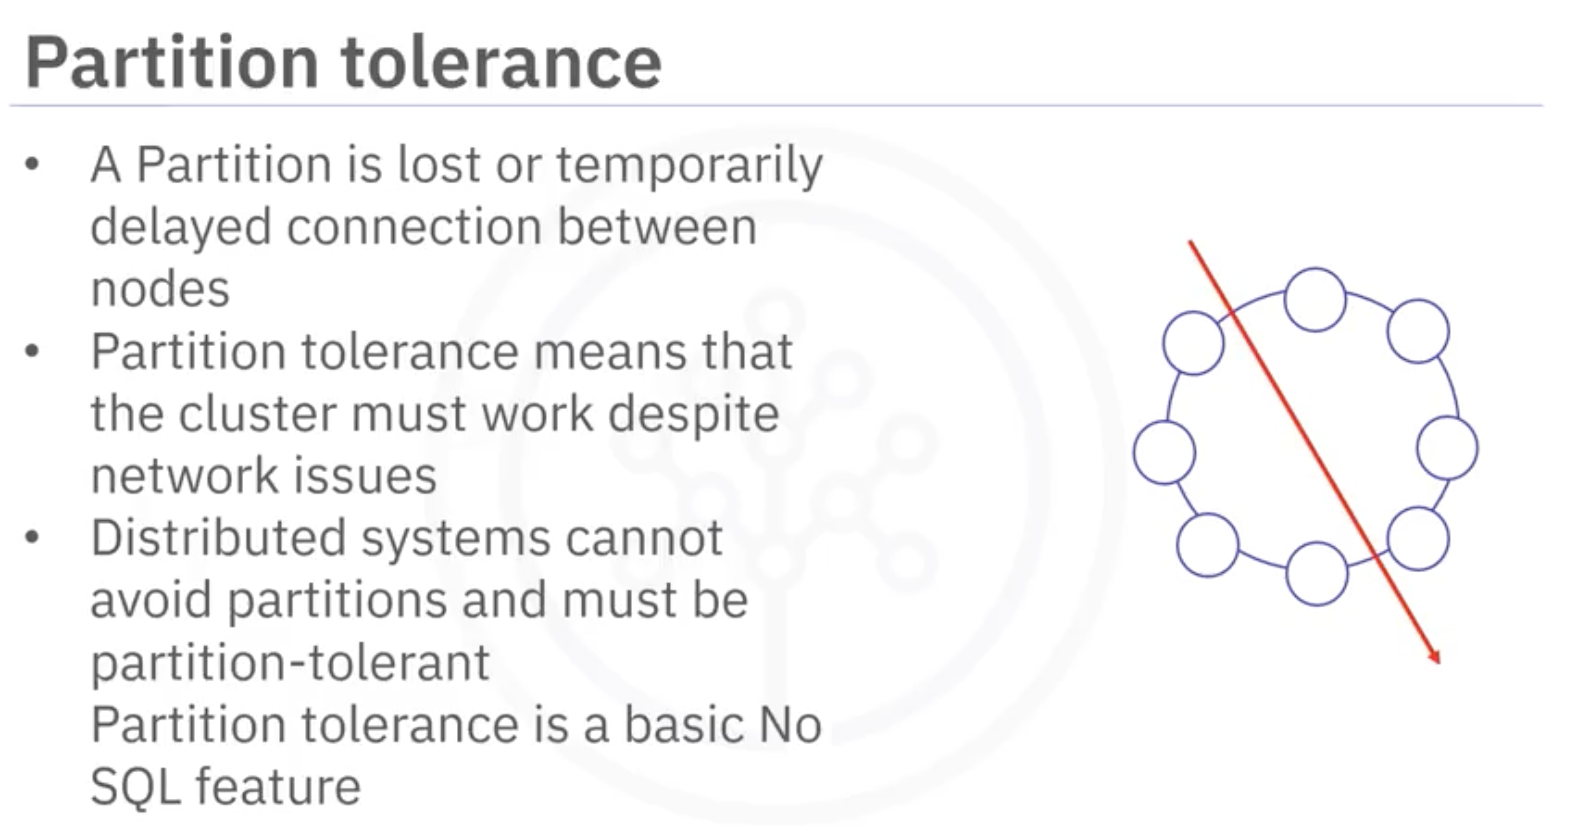 Partition tolerance
• A Partition is lost or temporarily
delayed connection between
nodes
• Partition tolerance means that
the cluster must work despite
network issues
• Distributed systems cannot
avoid partitions and must be
partition-tolerant
Partition tolerance is a basic No
SQL feature